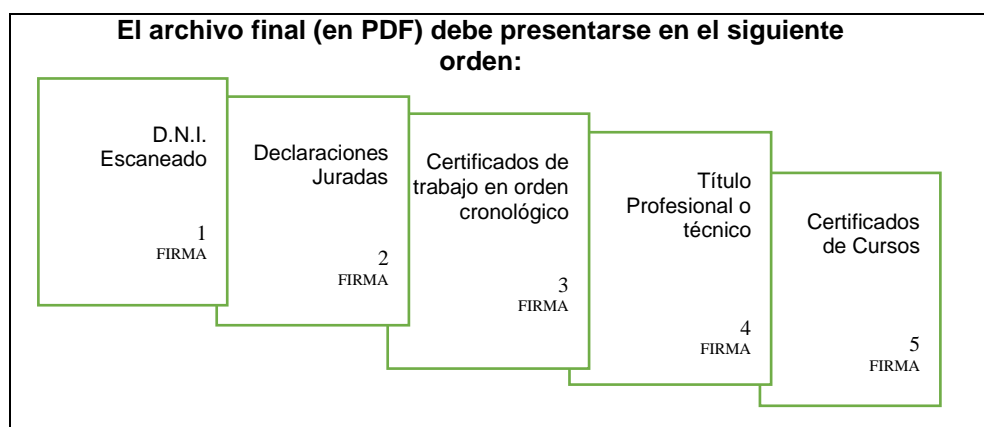 El archivo final (en PDF) debe presentarse en el siguiente
orden:
D.N.I.
Escaneado
1
FIRMA
Declaraciones
Juradas
2
FIRMA
Certificados de
trabajo en orden
cronológico
3
FIRMA
Título
Profesional o
técnico
4
FIRMA
Certificados
de Cursos
5
FIRMA